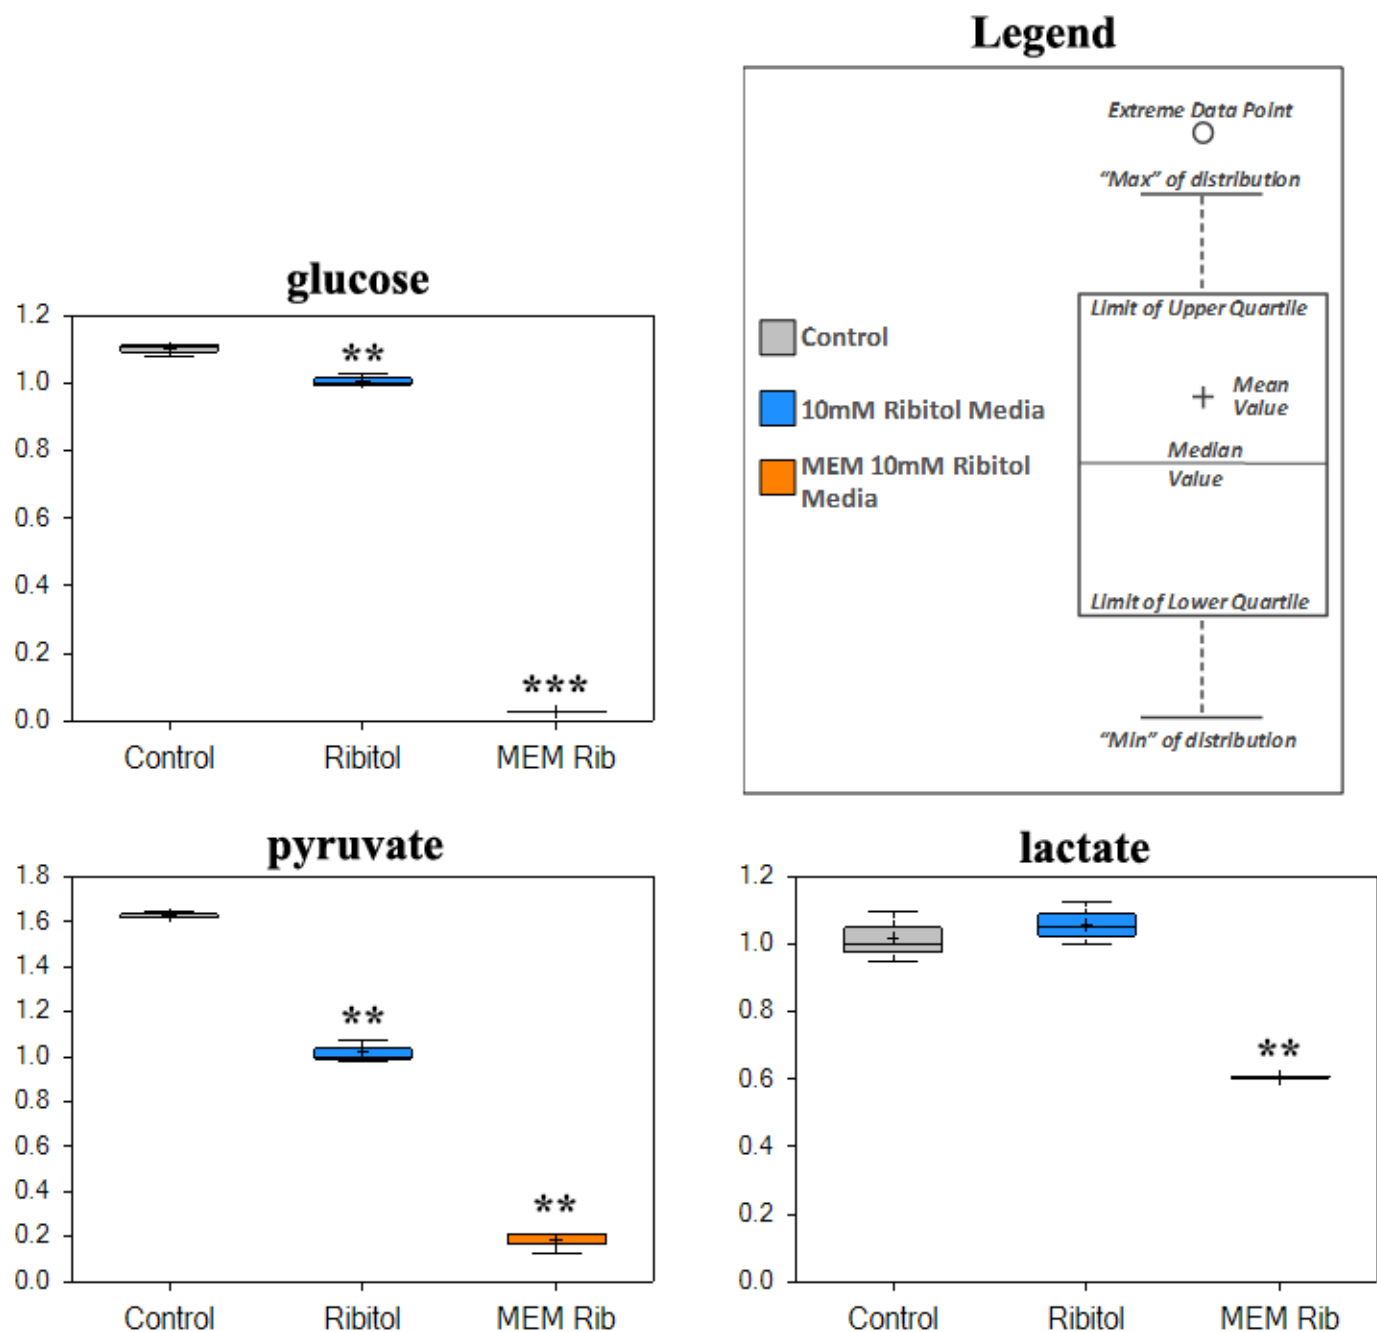 Legend
Extreme Data Point
"Max" of distribution
Limit of Upper Quartile
Mean
Value
Median
Value
Limit of Lower Quartile
"Min" of distribution
Control
10mM Ribitol Media
MEM 10mM Ribitol
Media
glucose
1.2
1.0
0.8
0.6
0.4
0.2
0.0
**
***
Control Ribitol MEM Rib
pyruvate
1.8
1.6
1.4
1.2
1.0
0.8
0.6
0.4
0.2
0.0
**
**
Control Ribitol MEM Rib
lactate
1.2
1.0
0.8
0.6
0.4
0.2
0.0
**
Control Ribitol MEM Rib